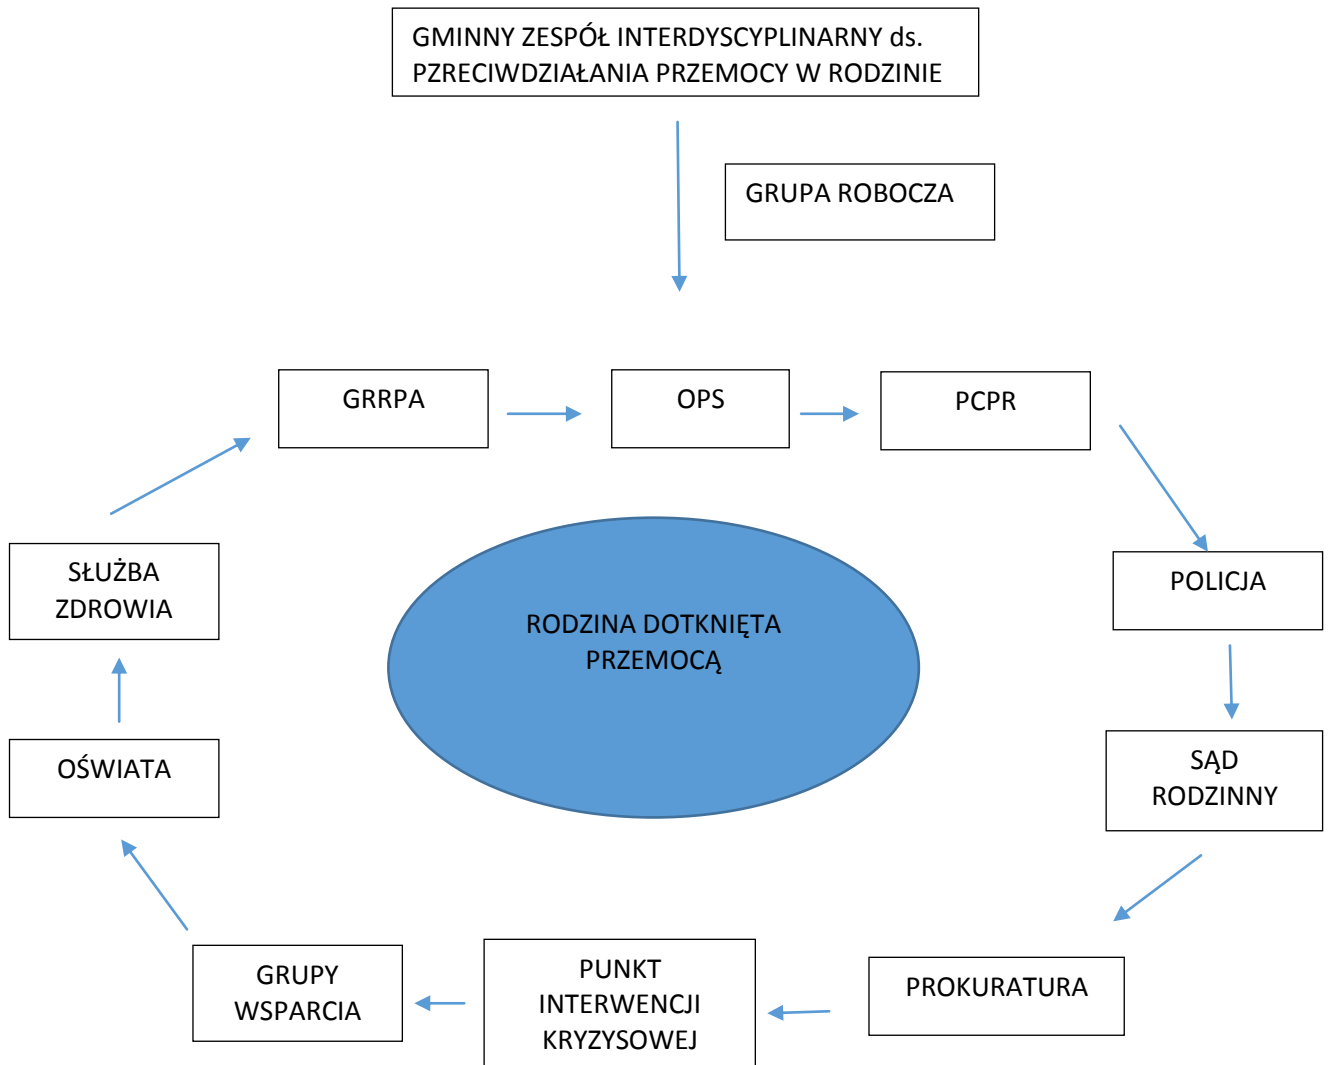 GMINNY ZESPÓŁ INTERDYSCYPLINARNY ds.
PZRECIWDZIAŁANIA PRZEMOCY W RODZINIE
GRUPA ROBOCZA
GRRPA
OPS
PCPR
SŁUŻBA
ZDROWIA
POLICJA
RODZINA DOTKNIĘTA
PRZEMOCĄ
OŚWIATA
SĄD
RODZINNY
GRUPY
WSPARCIA
PUNKT
INTERWENCJI
KRYZYSOWEJ
PROKURATURA